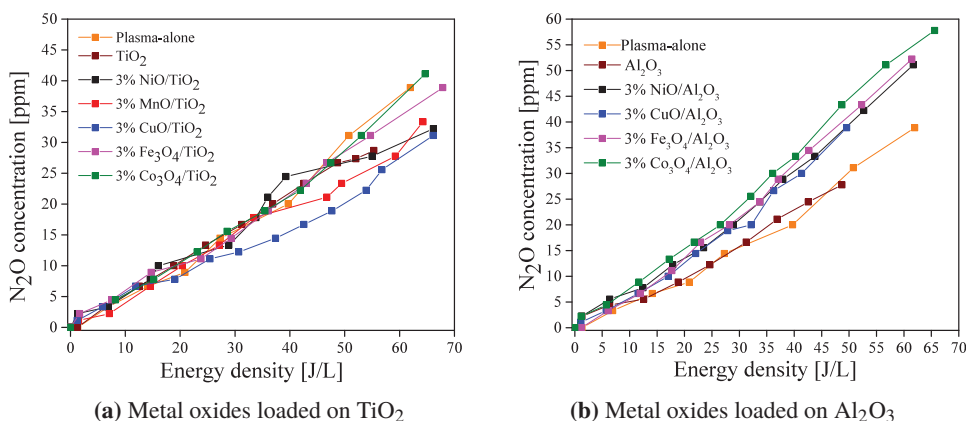 50
45
40
35
30
25
20
15
10
5
0
N₂O concentration [ppm]
Plasma-alone
TiO₂
3% NiO/TiO₂
3% MnO/TiO₂
3% CuO/TiO₂
3% Fe₃O₄/TiO₂
3% Co₃O₄/TiO₂
0 10 20 30 40 50 60 70
Energy density [J/L]
(a) Metal oxides loaded on TiO₂
60
55
50
45
40
35
30
25
20
15
10
5
0
N₂O concentration [ppm]
Plasma-alone
Al₂O₃
3% NiO/Al₂O₃
3% CuO/Al₂O₃
3% Fe₃O₄/Al₂O₃
3% Co₃O₄/Al₂O₃
0 5 10 15 20 25 30 35 40 45 50 55 60 65 70
Energy density [J/L]
(b) Metal oxides loaded on Al₂O₃